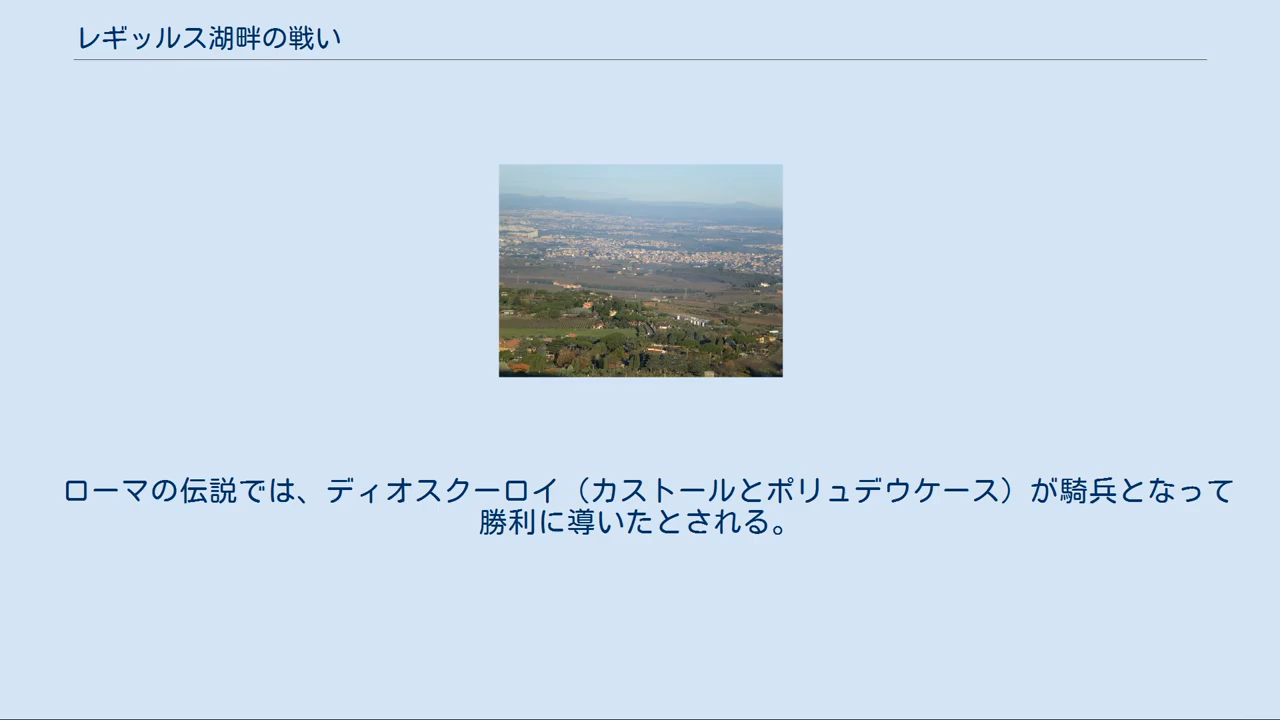 レギッルス湖畔の戦い
ローマの伝説では、ディオスクーロイ（カストールとポリュデウケース）が騎兵となって
勝利に導いたとされる。